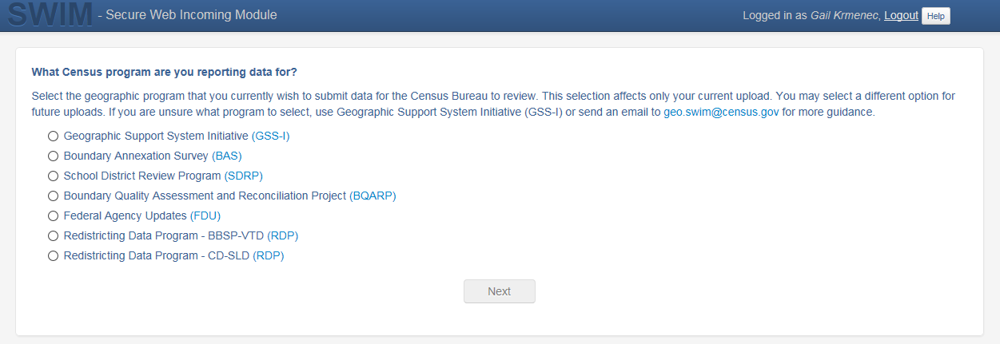 SWIM - Secure Web Incoming Module
Logged in as Gail Krmenec, Logout Help
What Census program are you reporting data for?
Select the geographic program that you currently wish to submit data for the Census Bureau to review. This selection affects only your current upload. You may select a different option for
future uploads. If you are unsure what program to select, use Geographic Support System Initiative (GSS-I) or send an email to geo.swim@census.gov for more guidance.
Geographic Support System Initiative (GSS-I)
Boundary Annexation Survey (BAS)
School District Review Program (SDRP)
Boundary Quality Assessment and Reconciliation Project (BQARP)
Federal Agency Updates (FDU)
Redistricting Data Program - BBSP-VTD (RDP)
Redistricting Data Program - CD-SLD (RDP)
Next